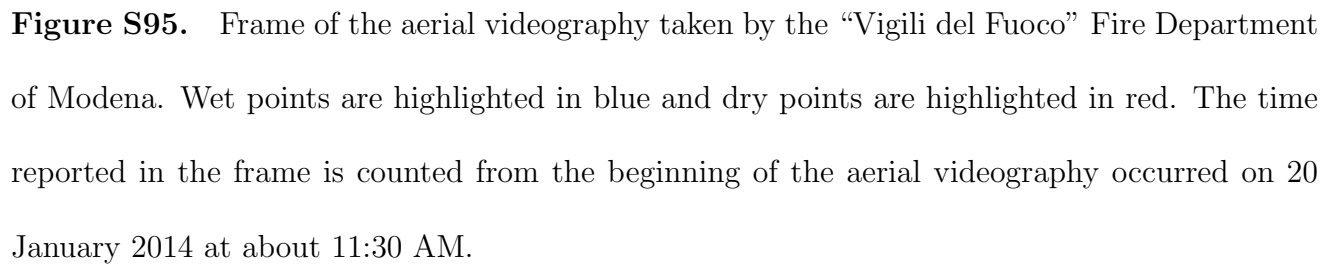 Figure S95. Frame of the aerial videography taken by the “Vigili del Fuoco” Fire Department
of Modena. Wet points are highlighted in blue and dry points are highlighted in red. The time
reported in the frame is counted from the beginning of the aerial videography occurred on 20
January 2014 at about 11:30 AM.